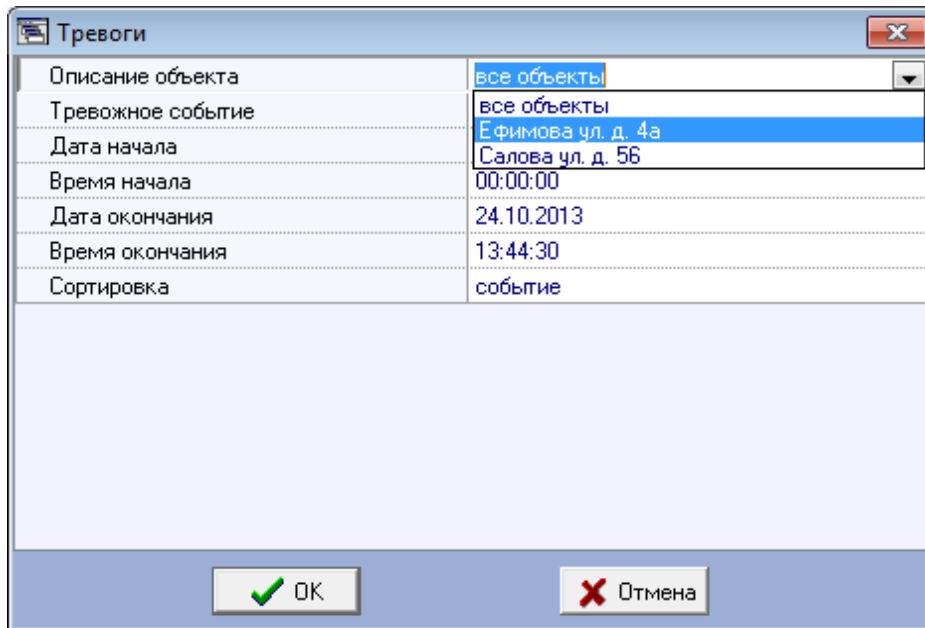 Тревоги
Описание объекта все объекты
Тревожное событие все объекты
Ефимова ул. д. 4а
Дата начала Салова ул. д. 56
Время начала 00:00:00
Дата окончания 24.10.2013
Время окончания 13:44:30
Сортировка событие
OK Отмена